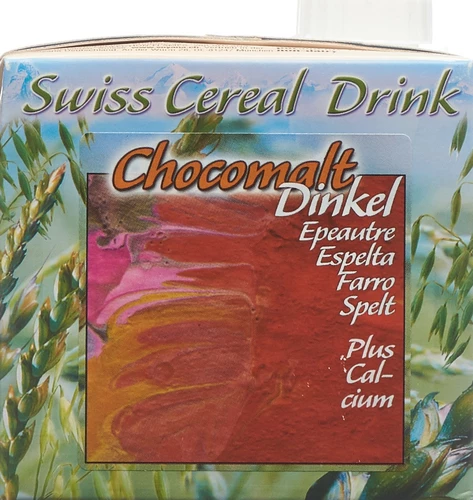 Swiss Cereal Drink
Chocomalt
Dinkel
Epeautre
Espelta
Farro
Spelt
Plus
Cal-
cium